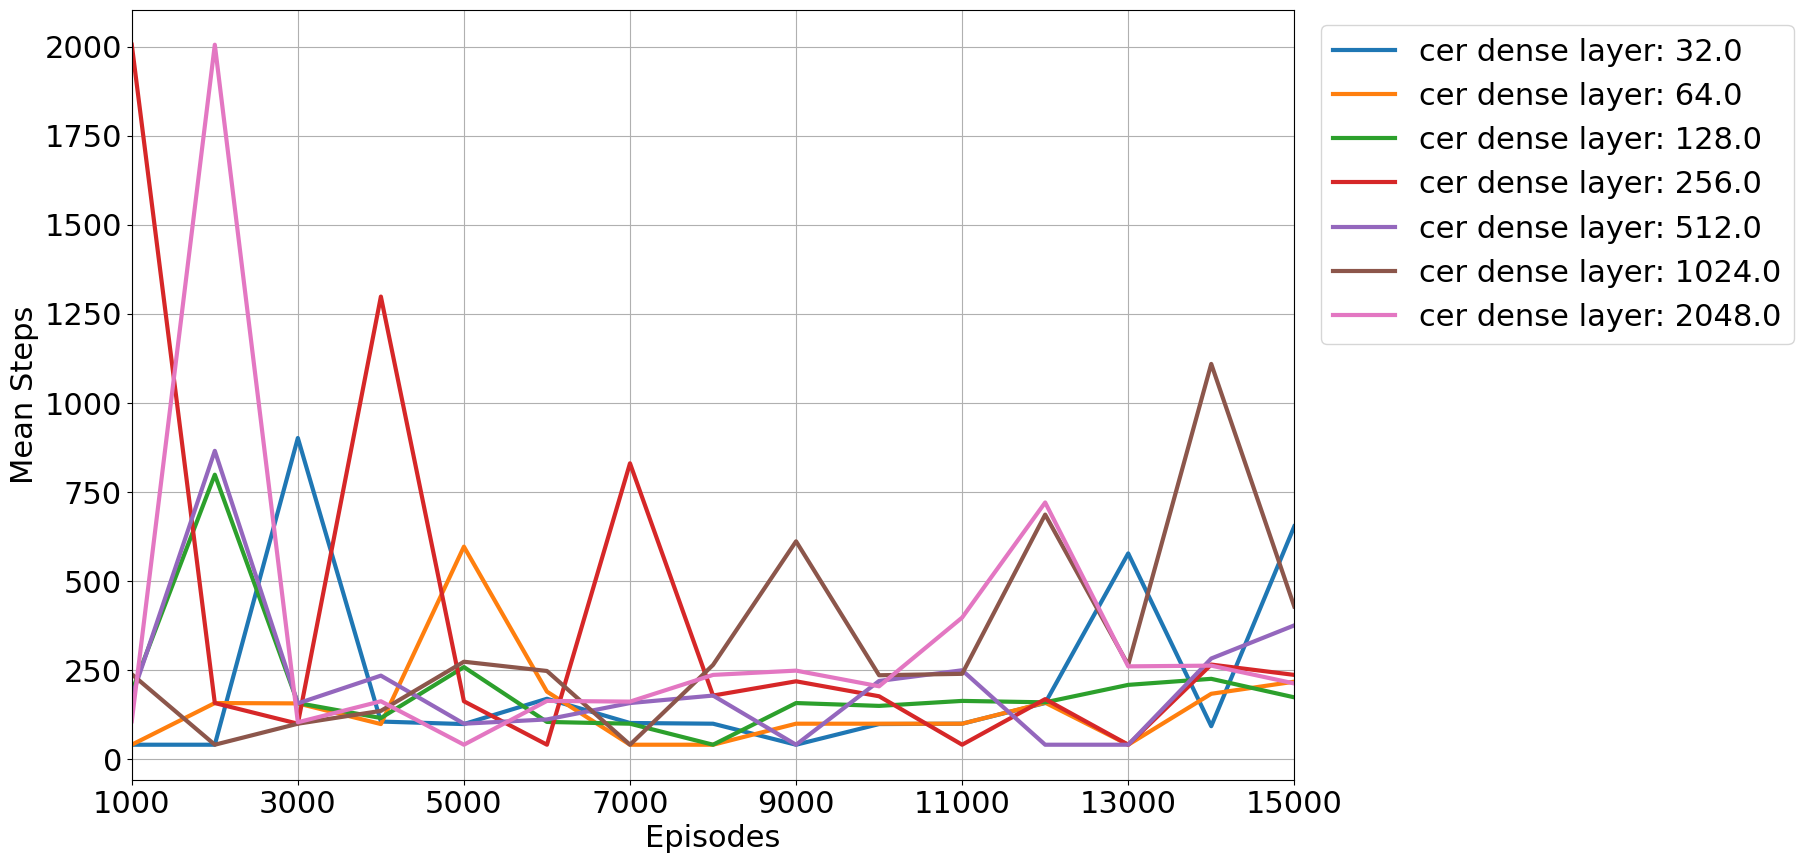 2000
1750
1500
1250
1000
750
500
250
0
Mean Steps
1000 3000 5000 7000 9000 11000 13000 15000
Episodes
cer dense layer: 32.0
cer dense layer: 64.0
cer dense layer: 128.0
cer dense layer: 256.0
cer dense layer: 512.0
cer dense layer: 1024.0
cer dense layer: 2048.0